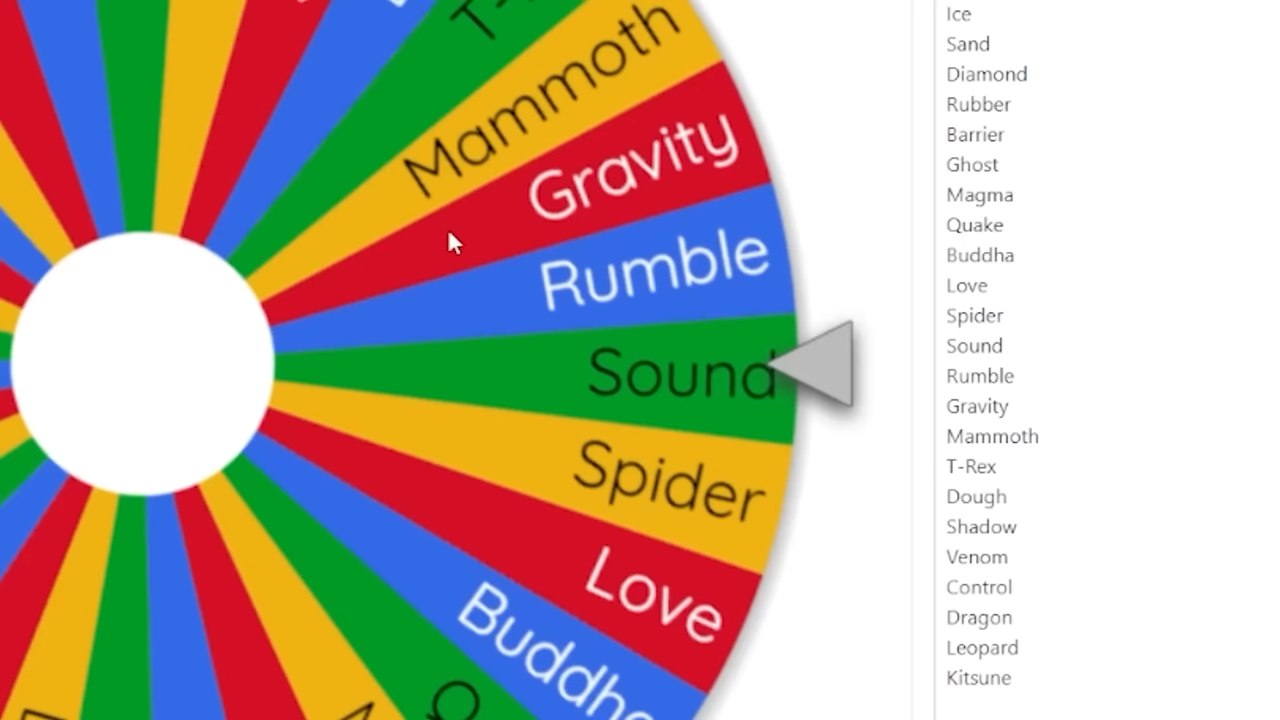 T-
Mammoth
Gravity
Rumble
Sound
Spider
Love
Buddha
Q
Ice
Sand
Diamond
Rubber
Barrier
Ghost
Magma
Quake
Buddha
Love
Spider
Sound
Rumble
Gravity
Mammoth
T-Rex
Dough
Shadow
Venom
Control
Dragon
Leopard
Kitsune